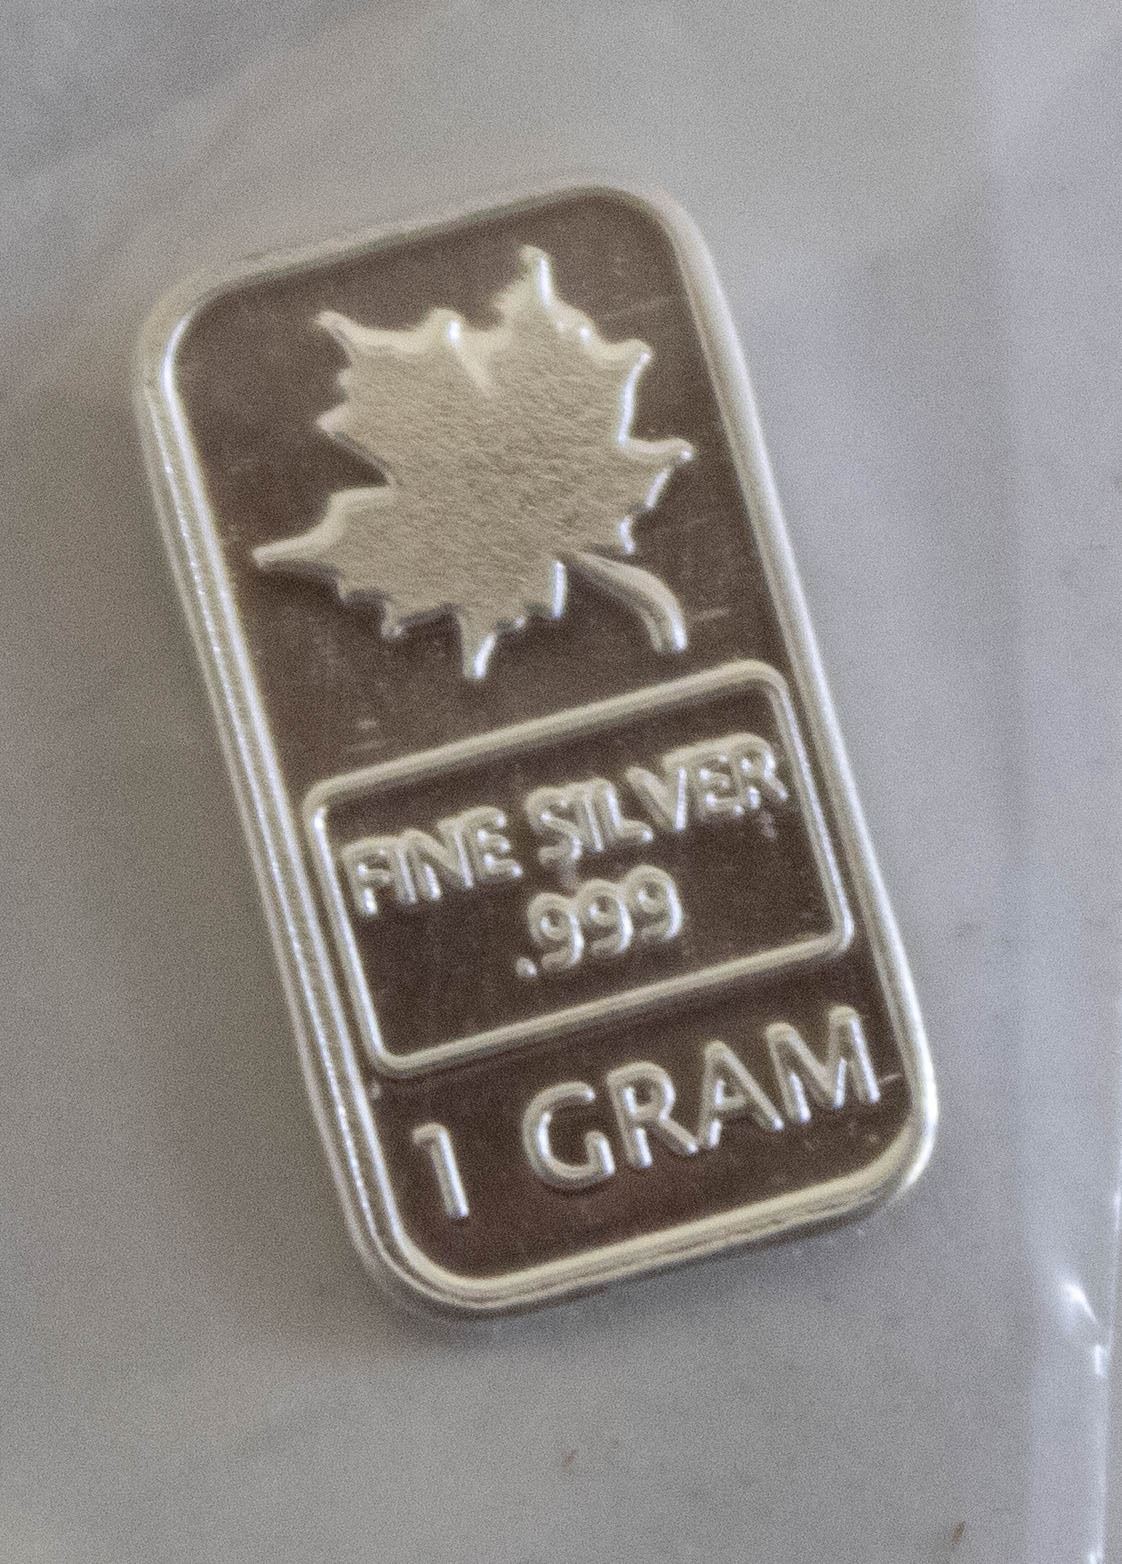 FINE SILVER
.999
1 GRAM